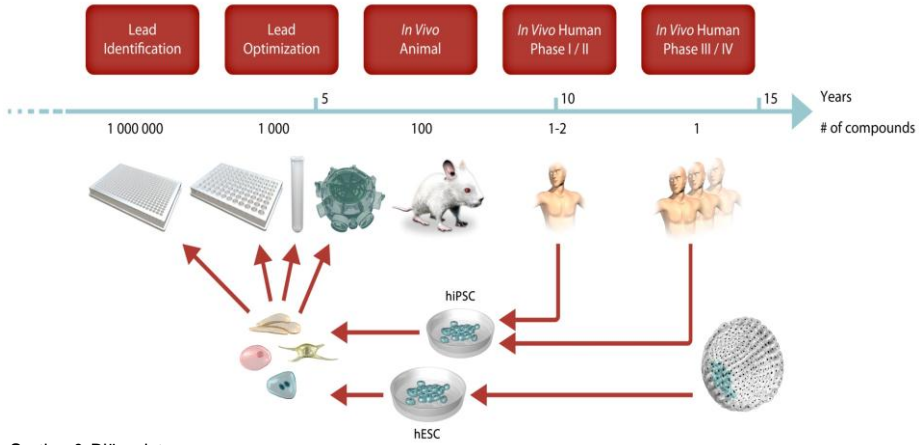 Lead
Identification
Lead
Optimization
In Vivo
Animal
In Vivo Human
Phase I / II
In Vivo Human
Phase III / IV
5
10
15
Years
1 000 000
1 000
100
1-2
1
# of compounds
hiPSC
hESC